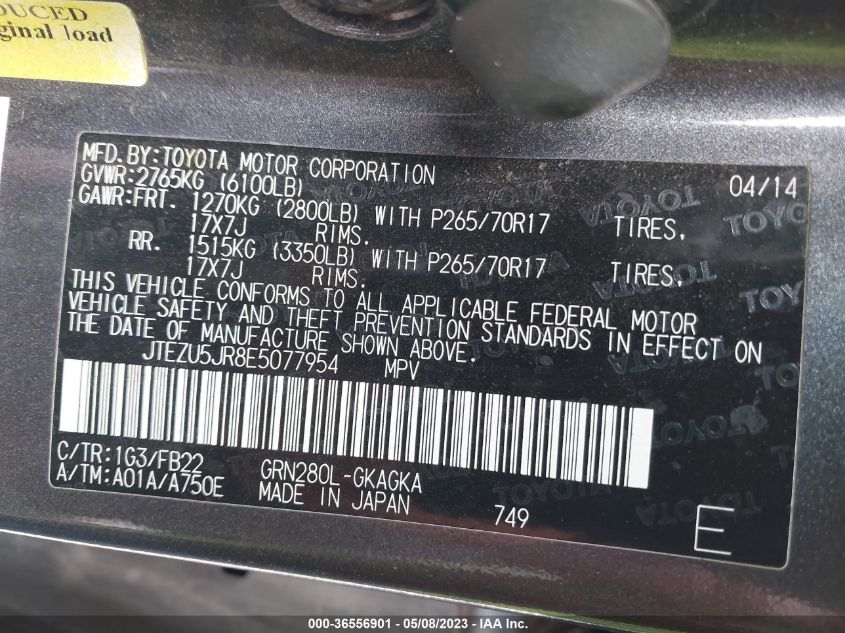 DUCED
ginal load
MFD. BY: TOYOTA MOTOR CORPORATION 04/14
GVWR: 2765KG (6100LB)
GAWR: FRT. 1270KG (2800LB) WITH P265/70R17 TIRES,
17X7J RIMS.
RR. 1515KG (3350LB) WITH P265/70R17 TIRES,
17X7J RIMS.
THIS VEHICLE CONFORMS TO ALL APPLICABLE FEDERAL MOTOR
VEHICLE SAFETY AND THEFT PREVENTION STANDARDS IN EFFECT ON
THE DATE OF MANUFACTURE SHOWN ABOVE.
JTEZU5JR8E5077954 MPV
C/TR: 1G3/FB22 GRN280L-GKAGKA
A/TM: A01A/A750E MADE IN JAPAN 749 E
000-36556901 - 05/08/2023 - IAA Inc.